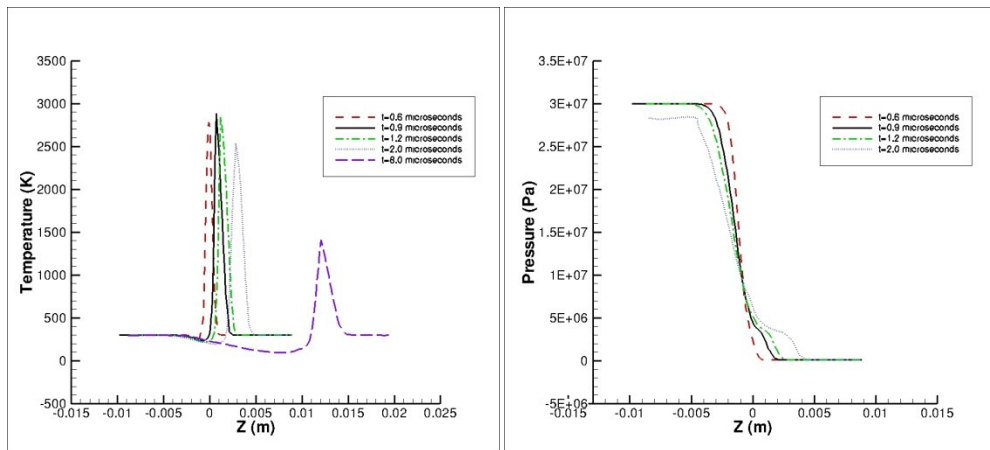 3500
3000
2500
2000
1500
1000
500
0
-500
Temperature (K)
t=0.6 microseconds
t=0.9 microseconds
t=1.2 microseconds
t=2.0 microseconds
t=6.0 microseconds
-0.015 -0.01 -0.005 0 0.005 0.01 0.015 0.02 0.025
Z (m)
3.5E+07
3E+07
2.5E+07
2E+07
1.5E+07
1E+07
5E+06
0
-5E+06
Pressure (Pa)
t=0.6 microseconds
t=0.9 microseconds
t=1.2 microseconds
t=2.0 microseconds
-0.015 -0.01 -0.005 0 0.005 0.01 0.015
Z (m)